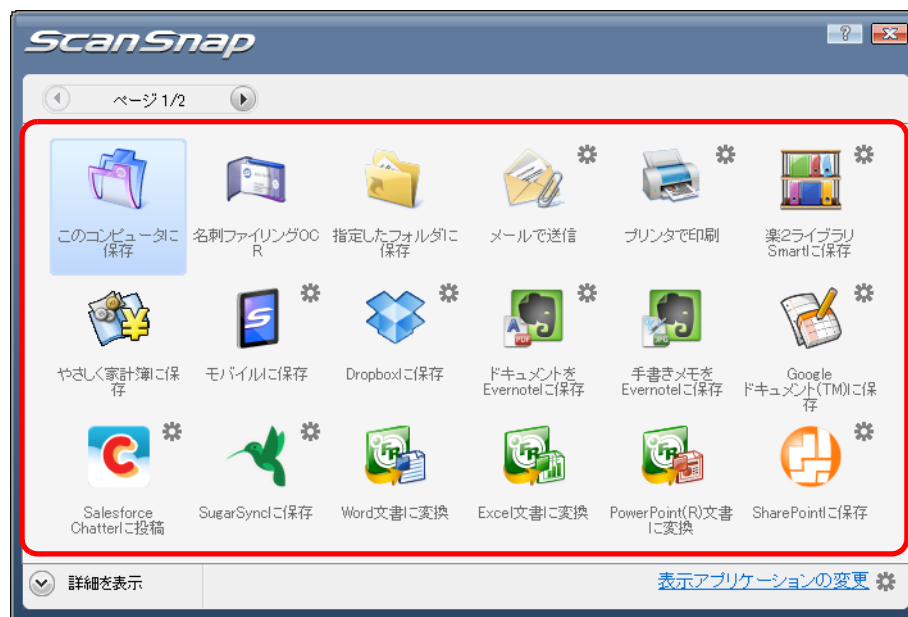 ScanSnap
?
ページ 1/2
このコンピュータに
保存
名刺ファイリングOC
R
指定したフォルダに
保存
メールで送信
プリンタで印刷
楽2ライブラリ
Smartに保存
やさしく家計簿に保
存
モバイルに保存
Dropboxに保存
ドキュメントを
Evernoteに保存
手書きメモを
Evernoteに保存
Google
ドキュメント(TM)に保
存
Salesforce
Chatterに投稿
SugarSyncに保存
Word文書に変換
Excel文書に変換
PowerPoint(R)文書
に変換
SharePointに保存
詳細を表示
表示アプリケーションの変更